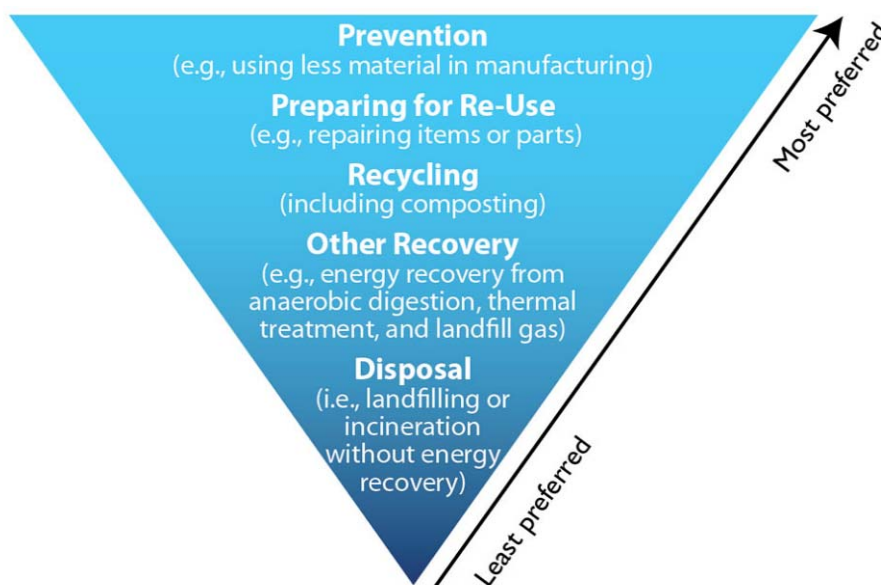 Prevention
(e.g., using less material in manufacturing)
Preparing for Re-Use
(e.g., repairing items or parts)
Recycling
(including composting)
Other Recovery
(e.g., energy recovery from
anaerobic digestion, thermal
treatment, and landfill gas)
Disposal
(i.e., landfilling or
incineration
without energy
recovery)
Most preferred
Least preferred